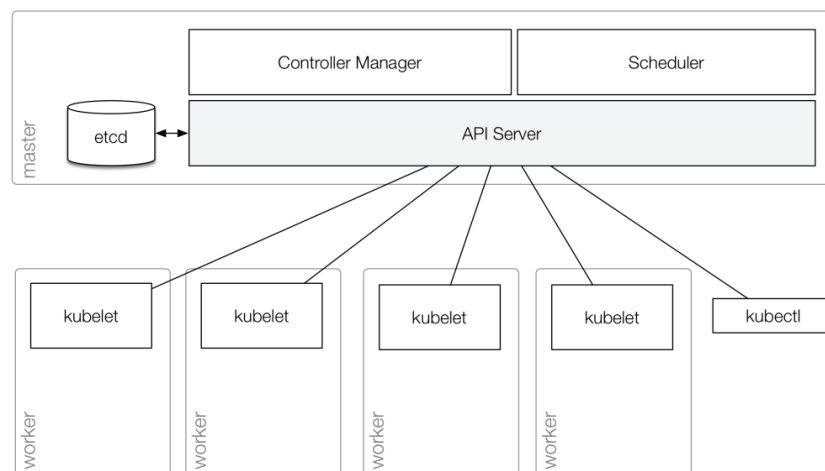 Controller Manager
Scheduler
etcd
API Server
master
kubelet
kubelet
kubelet
kubelet
kubectl
worker
worker
worker
worker